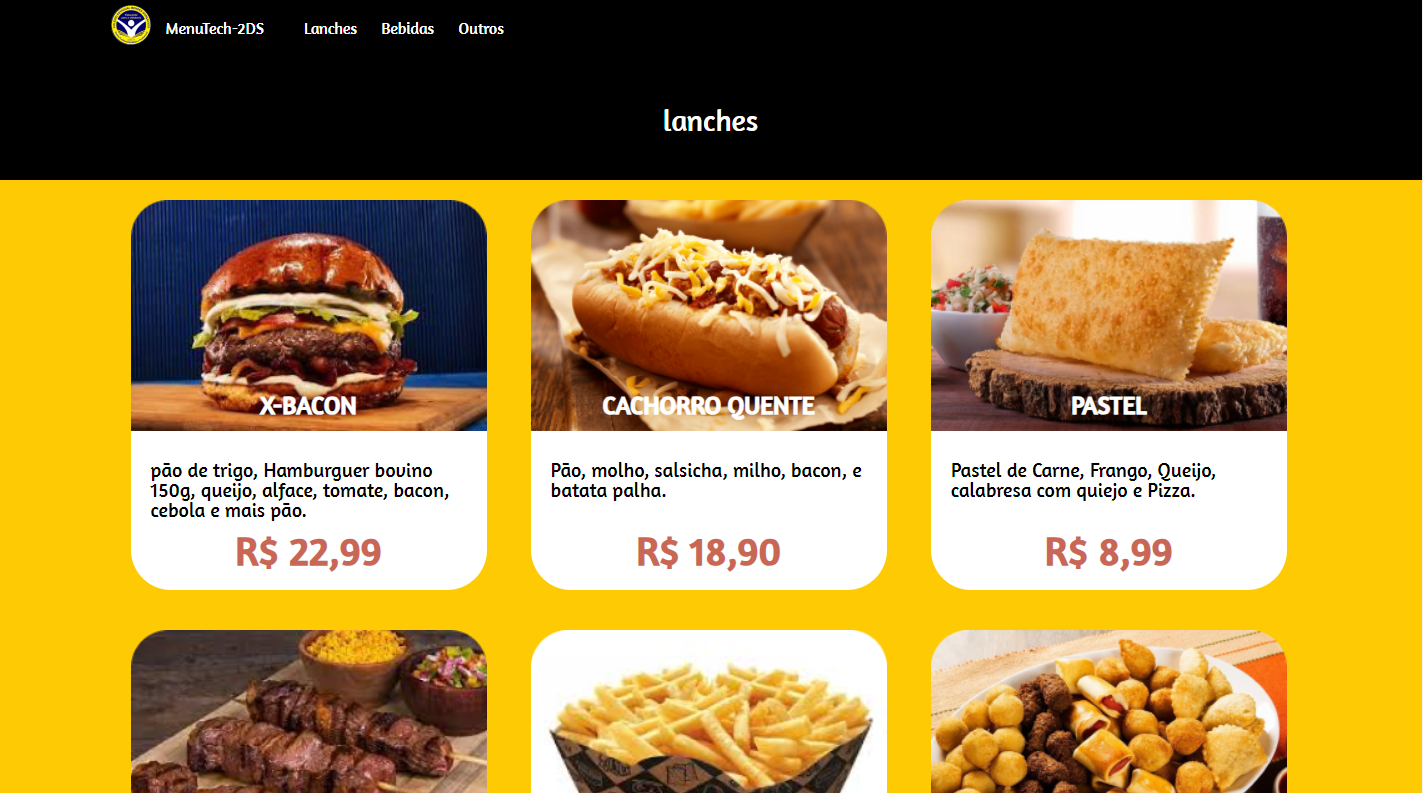 MenuTech-2DS Lanches Bebidas Outros
lanches
X-BACON
pão de trigo, Hamburguer bovino
150g, queijo, alface, tomate, bacon,
cebola e mais pão.
R$ 22,99
CACHORRO QUENTE
Pão, molho, salsicha, milho, bacon, e
batata palha.
R$ 18,90
PASTEL
Pastel de Carne, Frango, Queijo,
calabresa com quiejo e Pizza.
R$ 8,99